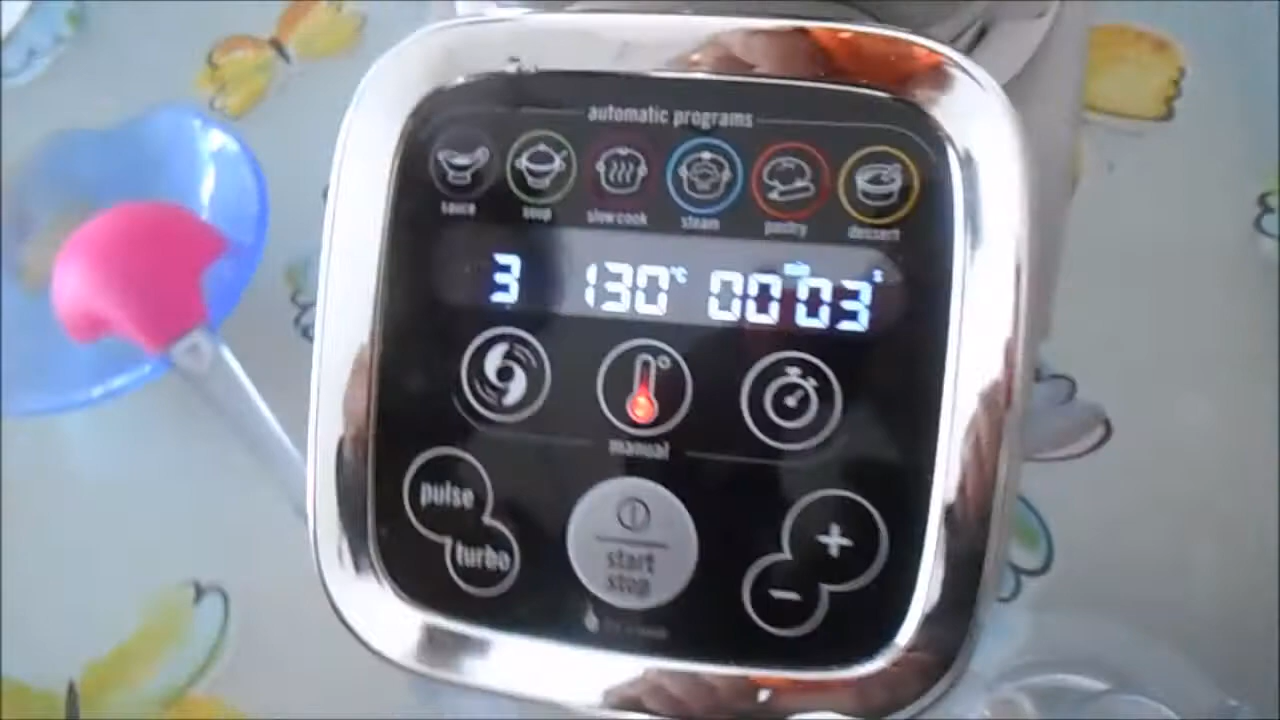 automatic programs
sauce soup slow cook steam pastry dessert
3 130°C 00 03 s
manual
pulse
turbo
+
-
start
stop